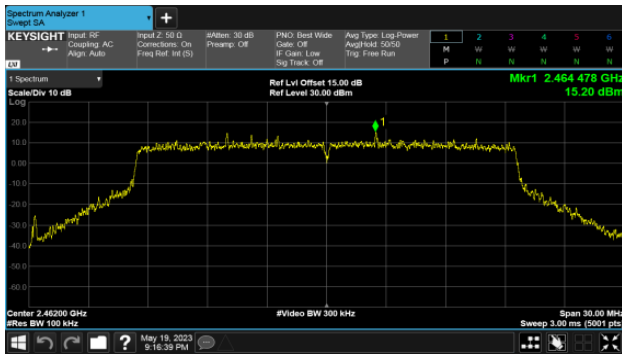 Spectrum Analyzer 1
Swept SA
+
KEYSIGHT Input: RF Input Z: 50 Ω #Atten: 30 dB PNO: Best Wide Avg Type: Log-Power 1 2 3 4 5 6
Coupling: AC Corrections: On Preamp: Off Gate: Off Avg|Hold: 50/50 M W W W W W
Align: Auto Freq Ref: Int (S) IF Gain: Low Trig: Free Run P N N N N N
LXI Sig Track: Off
1 Spectrum Ref Lvl Offset 15.00 dB Mkr1 2.464 478 GHz
Scale/Div 10 dB Ref Level 30.00 dBm 15.20 dBm
Log
1
20.0
10.0
0.00
-10.0
-20.0
-30.0
-40.0
-50.0
-60.0
Center 2.46200 GHz #Video BW 300 kHz Span 30.00 MHz
#Res BW 100 kHz Sweep 3.00 ms (5001 pts)
? May 19, 2023
9:16:39 PM